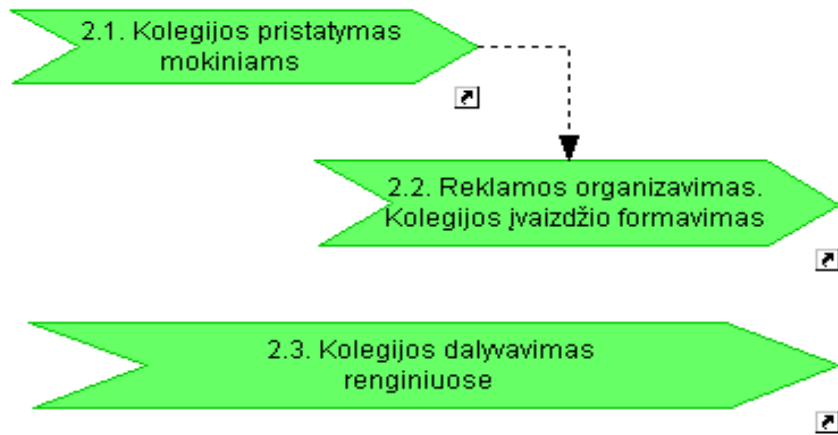 2.1. Kolegijos pristatymas
mokiniams
2.2. Reklamos organizavimas.
Kolegijos įvaizdžio formavimas
2.3. Kolegijos dalyvavimas
renginiuose